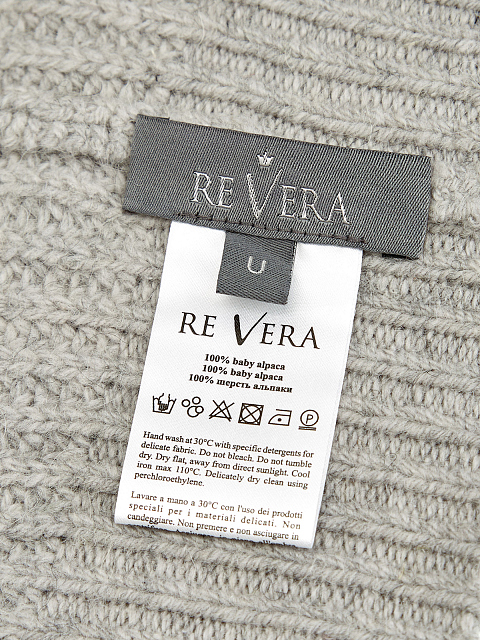 RE VERA
U
RE VERA
100% baby alpaca
100% baby alpaca
100% шерсть альпаки
P
Hand wash at 30°C with specific detergents for
delicate fabric. Do not bleach. Do not tumble
dry. Dry flat, away from direct sunlight. Cool
iron max 110°C. Delicately dry clean using
perchloroethylene.
Lavare a mano a 30°C con l'uso dei prodotti
speciali per i materiali delicati. Non
candeggiare. Non premere e non asciugare in